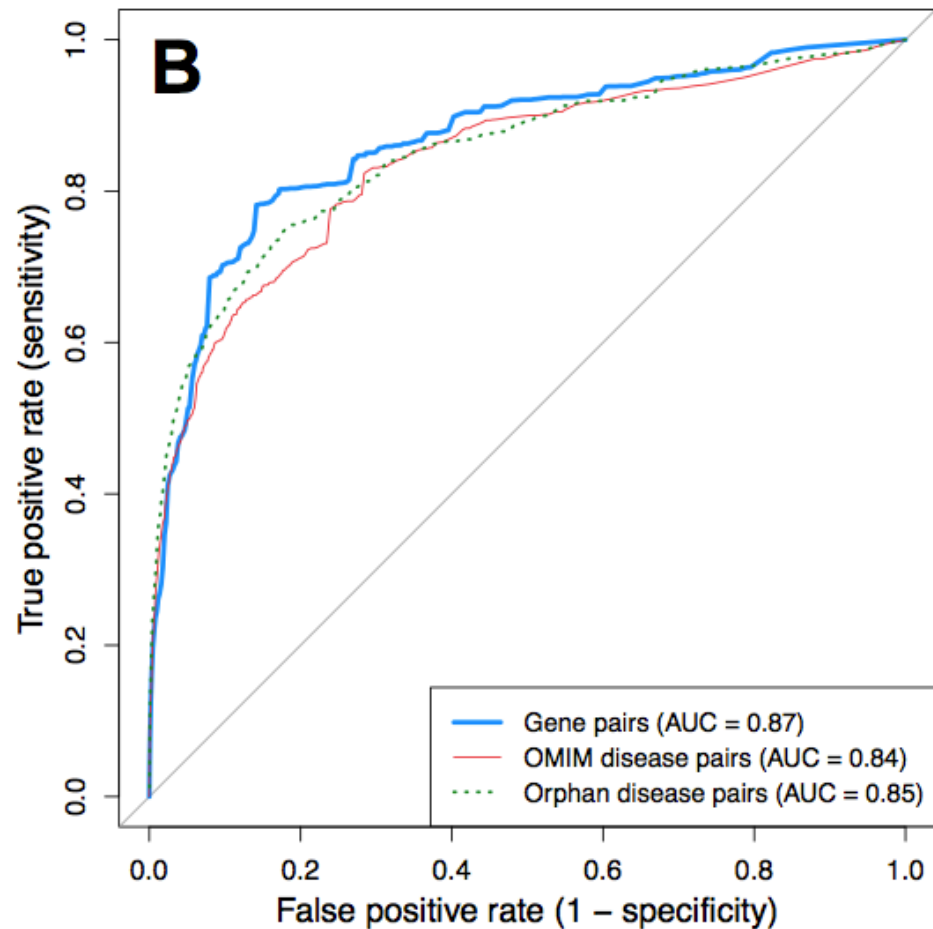 B
True positive rate (sensitivity)
1.0
0.8
0.6
0.4
0.2
0.0
Gene pairs (AUC = 0.87)
OMIM disease pairs (AUC = 0.84)
Orphan disease pairs (AUC = 0.85)
0.0 0.2 0.4 0.6 0.8 1.0
False positive rate (1 − specificity)